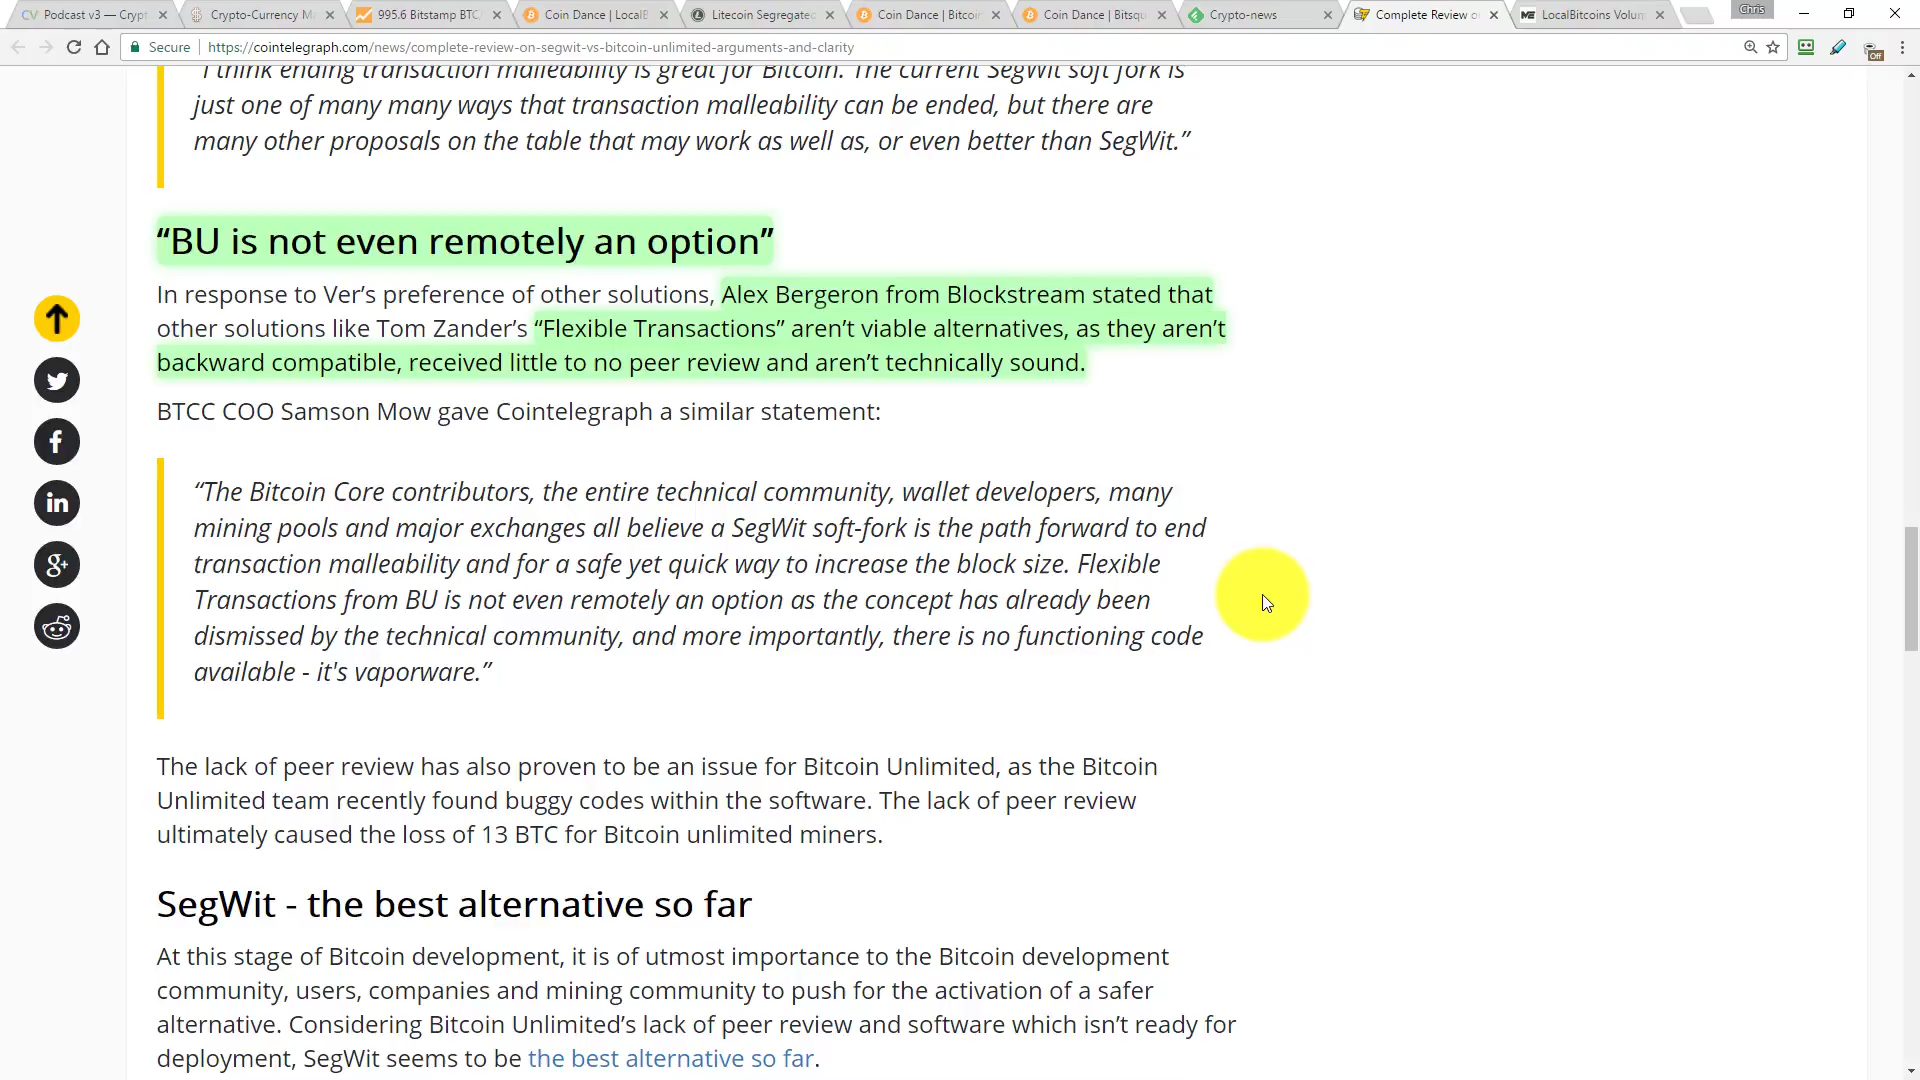 CV Podcast v3 — Crypt
Crypto-Currency M
995.6 Bitstamp BTC/
Coin Dance | LocalB
Litecoin Segregated
Coin Dance | Bitcoin
Coin Dance | Bitsq
Crypto-news
Complete Review o
ME LocalBitcoins Volum
Chris
Secure
https://cointelegraph.com/news/complete-review-on-segwit-vs-bitcoin-unlimited-arguments-and-clarity
Off
“I think ending transaction malleability is great for Bitcoin. The current SegWit soft fork is
just one of many many ways that transaction malleability can be ended, but there are
many other proposals on the table that may work as well as, or even better than SegWit.”
“BU is not even remotely an option”
In response to Ver’s preference of other solutions, Alex Bergeron from Blockstream stated that
other solutions like Tom Zander’s “Flexible Transactions” aren’t viable alternatives, as they aren’t
backward compatible, received little to no peer review and aren’t technically sound.
BTCC COO Samson Mow gave Cointelegraph a similar statement:
“The Bitcoin Core contributors, the entire technical community, wallet developers, many
mining pools and major exchanges all believe a SegWit soft-fork is the path forward to end
transaction malleability and for a safe yet quick way to increase the block size. Flexible
Transactions from BU is not even remotely an option as the concept has already been
dismissed by the technical community, and more importantly, there is no functioning code
available - it's vaporware.”
The lack of peer review has also proven to be an issue for Bitcoin Unlimited, as the Bitcoin
Unlimited team recently found buggy codes within the software. The lack of peer review
ultimately caused the loss of 13 BTC for Bitcoin unlimited miners.
SegWit - the best alternative so far
At this stage of Bitcoin development, it is of utmost importance to the Bitcoin development
community, users, companies and mining community to push for the activation of a safer
alternative. Considering Bitcoin Unlimited’s lack of peer review and software which isn’t ready for
deployment, SegWit seems to be the best alternative so far.